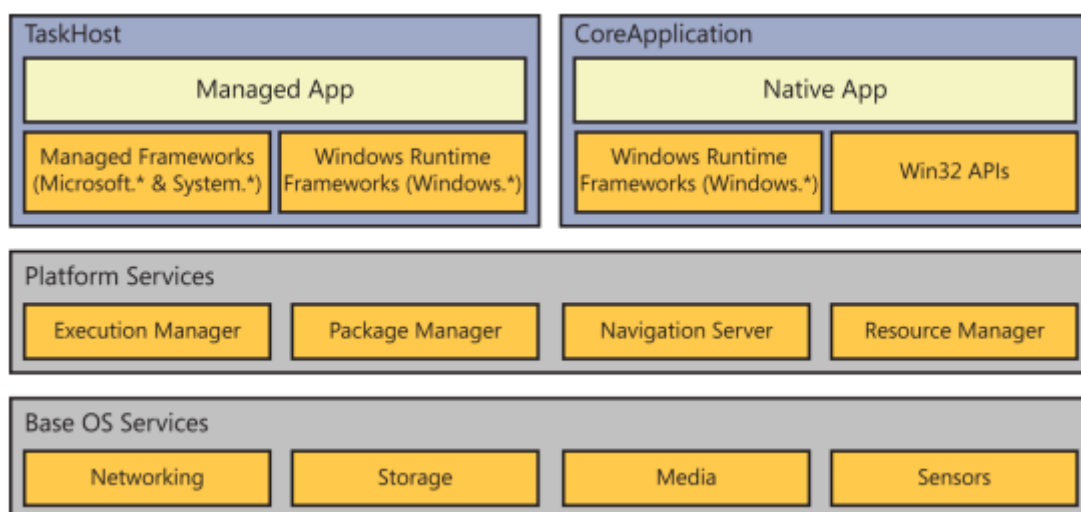 TaskHost
Managed App
Managed Frameworks
(Microsoft.* & System.*)
Windows Runtime
Frameworks (Windows.*)
CoreApplication
Native App
Windows Runtime
Frameworks (Windows.*)
Win32 APIs
Platform Services
Execution Manager
Package Manager
Navigation Server
Resource Manager
Base OS Services
Networking
Storage
Media
Sensors